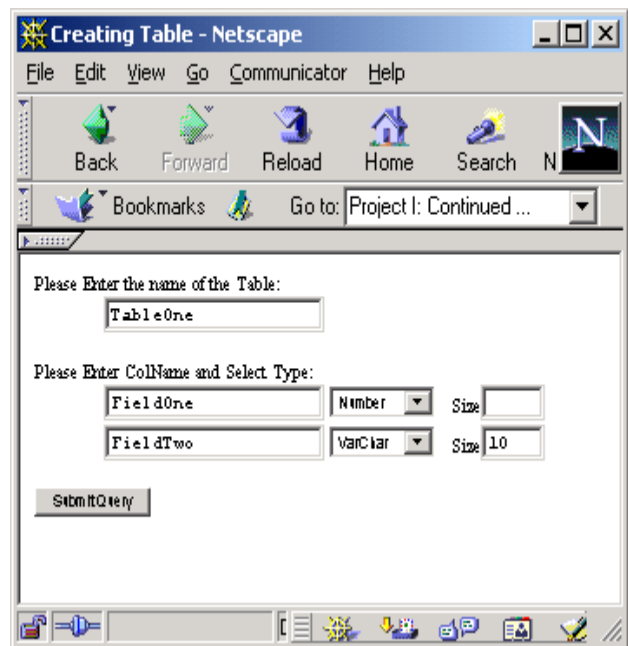 Creating Table - Netscape
File Edit View Go Communicator Help
Back Forward Reload Home Search N
N
Bookmarks Go to: Project I: Continued ...
Please Enter the name of the Table:
TableOne
Please Enter ColName and Select Type:
FieldOne Number Size
FieldTwo VarChar Size 10
SubmitQuery